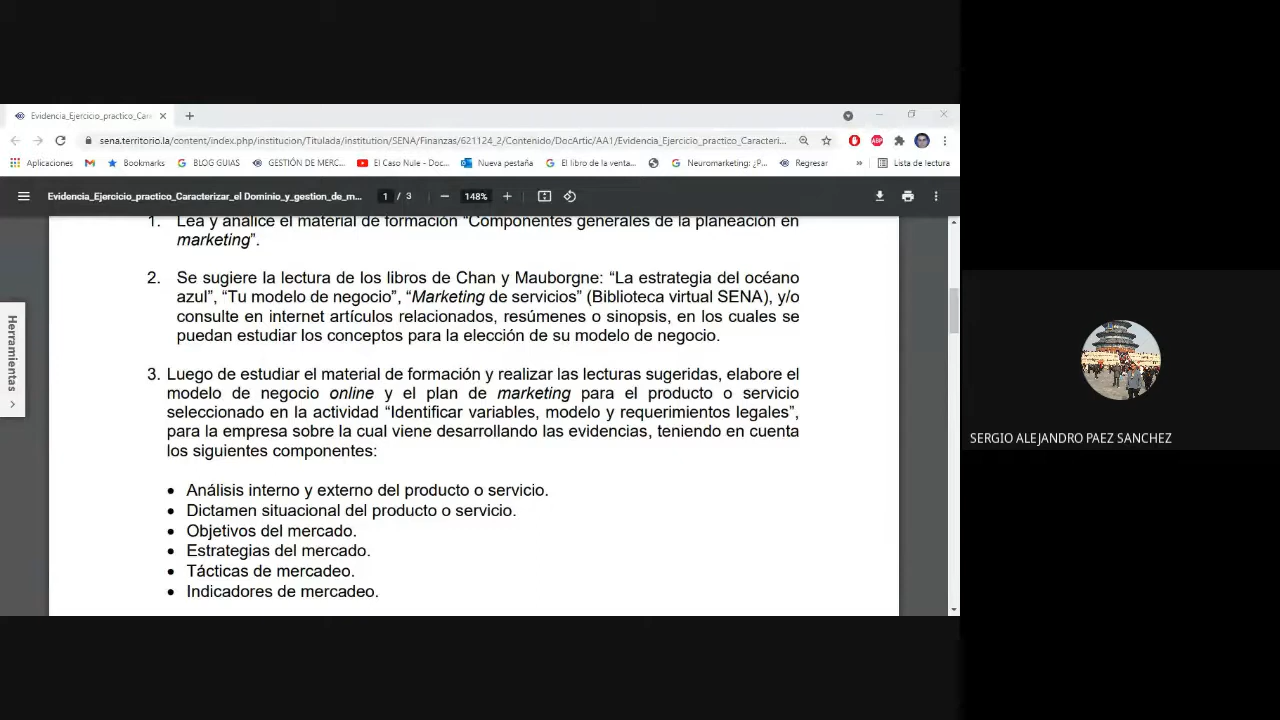 Evidencia_Ejercicio_practico_Cara
sena.territorio.la/content/index.php/institucion/Titulada/institution/SENA/Finanzas/621124_2/Contenido/DocArtic/AA1/Evidencia_Ejercicio_practico_Caracteri...
Aplicaciones Bookmarks BLOG GUIAS GESTIÓN DE MERC... El Caso Nule - Doc... Nueva pestaña El libro de la venta... Neuromarketing: ¿P... Regresar » Lista de lectura
Evidencia_Ejercicio_practico_Caracterizar_el Dominio_y_gestion_de_m... 1 / 3 148%
1. Lea y analice el material de formación “Componentes generales de la planeación en
marketing”.
2. Se sugiere la lectura de los libros de Chan y Mauborgne: “La estrategia del océano
azul”, “Tu modelo de negocio”, “Marketing de servicios” (Biblioteca virtual SENA), y/o
consulte en internet artículos relacionados, resúmenes o sinopsis, en los cuales se
puedan estudiar los conceptos para la elección de su modelo de negocio.
3. Luego de estudiar el material de formación y realizar las lecturas sugeridas, elabore el
modelo de negocio online y el plan de marketing para el producto o servicio
seleccionado en la actividad “Identificar variables, modelo y requerimientos legales”,
para la empresa sobre la cual viene desarrollando las evidencias, teniendo en cuenta
los siguientes componentes:
• Análisis interno y externo del producto o servicio.
• Dictamen situacional del producto o servicio.
• Objetivos del mercado.
• Estrategias del mercado.
• Tácticas de mercadeo.
• Indicadores de mercadeo.
Herramientas
SERGIO ALEJANDRO PAEZ SANCHEZ